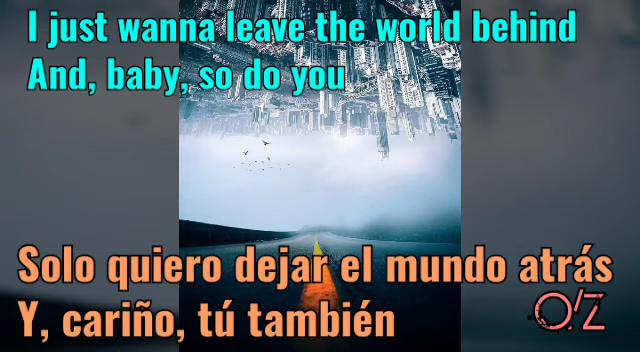 I just wanna leave the world behind
And, baby, so do you
Solo quiero dejar el mundo atrás
Y, cariño, tú también
O'Z